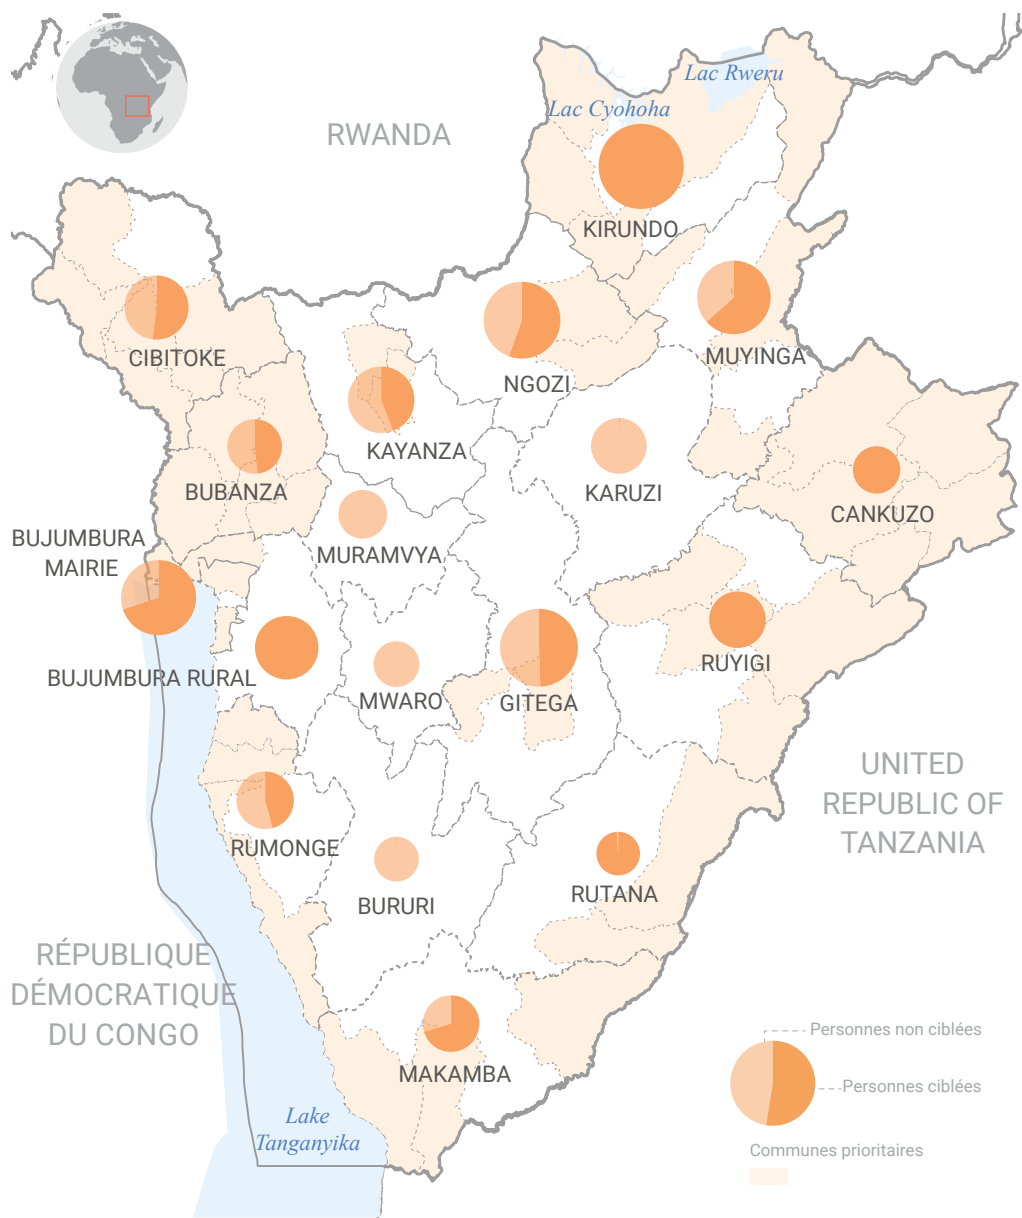 Lac Rweru
Lac Cyohoha
RWANDA
KIRUNDO
CIBITOKE
MUYINGA
NGOZI
KAYANZA
BUBANZA
KARUZI
CANKUZO
BUJUMBURA
MAIRIE
MURAMVYA
RUYIGI
BUJUMBURA RURAL
MWARO
GITEGA
UNITED
REPUBLIC OF
TANZANIA
RUMONGE
RUTANA
BURURI
RÉPUBLIQUE
DÉMOCRATIQUE
DU CONGO
Personnes non ciblées
MAKAMBA
Personnes ciblées
Lake
Tanganyika
Communes prioritaires